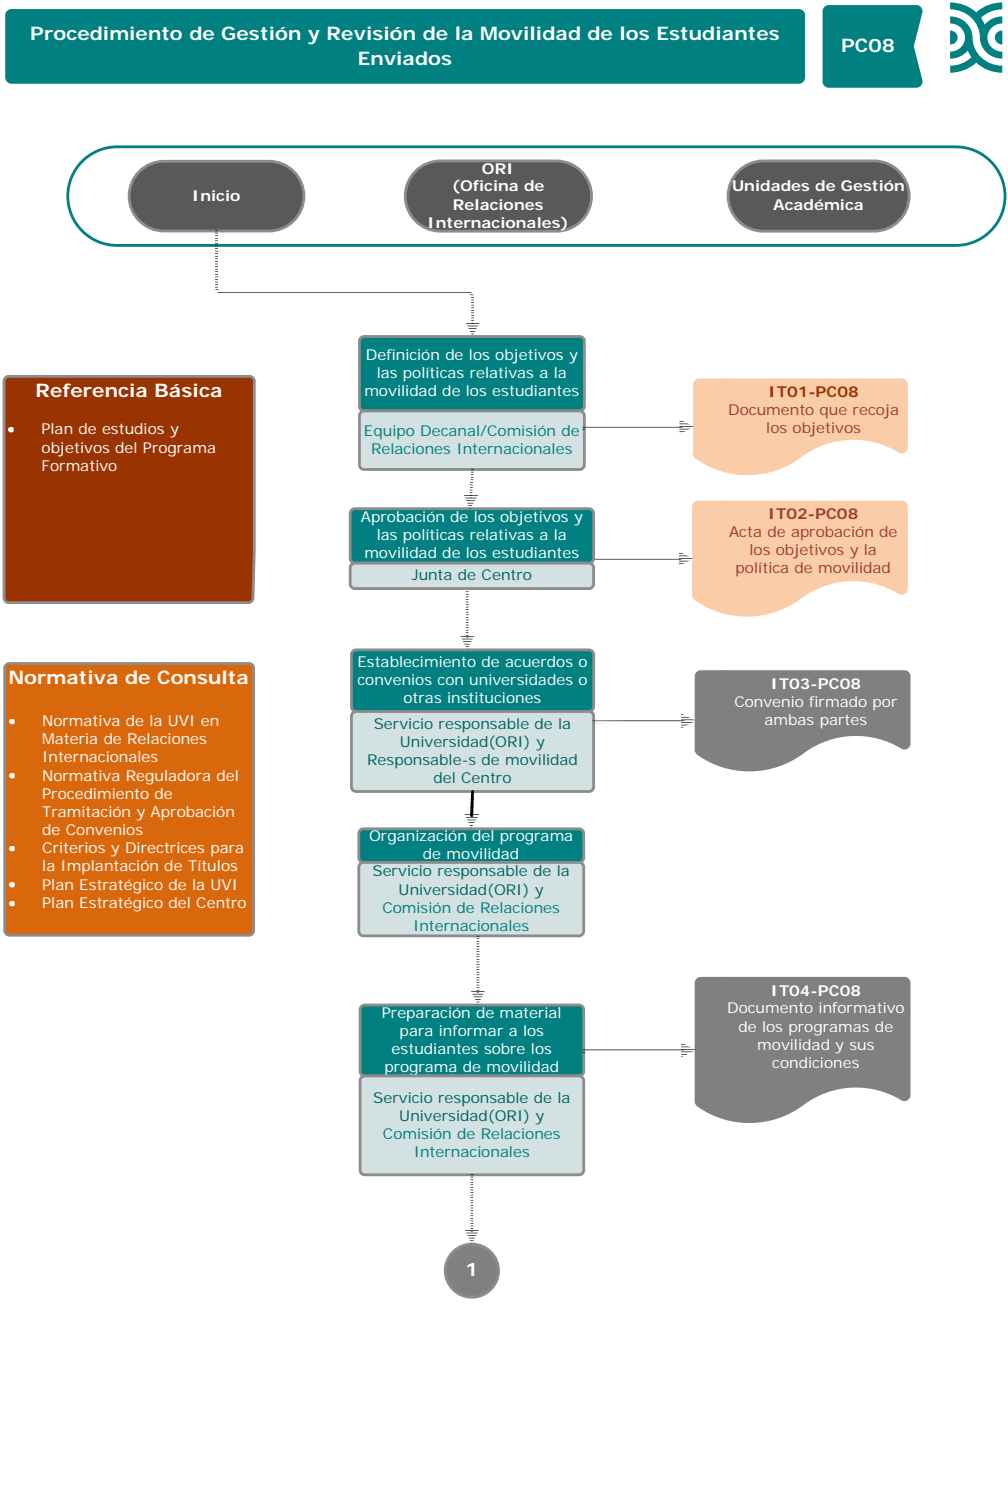 Procedimiento de Gestión y Revisión de la Movilidad de los Estudiantes
Enviados
PC08
Inicio
ORI
(Oficina de
Relaciones
Internacionales)
Unidades de Gestión
Académica
Definición de los objetivos y
las políticas relativas a la
movilidad de los estudiantes
Equipo Decanal/Comisión de
Relaciones Internacionales
IT01-PC08
Documento que recoja
los objetivos
Referencia Básica
Plan de estudios y
objetivos del Programa
Formativo
Aprobación de los objetivos y
las políticas relativas a la
movilidad de los estudiantes
Junta de Centro
IT02-PC08
Acta de aprobación de
los objetivos y la
política de movilidad
Establecimiento de acuerdos o
convenios con universidades o
otras instituciones
Servicio responsable de la
Universidad(ORI) y
Responsable-s de movilidad
del Centro
IT03-PC08
Convenio firmado por
ambas partes
Normativa de Consulta
Normativa de la UVI en
Materia de Relaciones
Internacionales
Normativa Reguladora del
Procedimiento de
Tramitación y Aprobación
de Convenios
Criterios y Directrices para
la Implantación de Títulos
Plan Estratégico de la UVI
Plan Estratégico del Centro
Organización del programa
de movilidad
Servicio responsable de la
Universidad(ORI) y
Comisión de Relaciones
Internacionales
Preparación de material
para informar a los
estudiantes sobre los
programa de movilidad
Servicio responsable de la
Universidad(ORI) y
Comisión de Relaciones
Internacionales
IT04-PC08
Documento informativo
de los programas de
movilidad y sus
condiciones
1